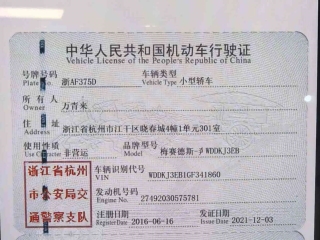 中华人民共和国机动车行驶证
Vehicle License of the People's Republic of China
号牌号码 浙AF375D 车辆类型 小型轿车
Plate No. Vehicle Type
所有人 万青来
Owner
住址 浙江省杭州市江干区晓春城4幢1单元301室
Address
使用性质 非营运 品牌型号 梅赛德斯-奔WDDKJ3EB
Use Character Model
浙江省杭州 车辆识别代号 WDDKJ3EB1GF341860
VIN
市公安局交 发动机号码 27492030575781
Engine No.
通警察支队 注册日期 2016-06-16 发证日期 2021-12-03
Register Date Issue Date